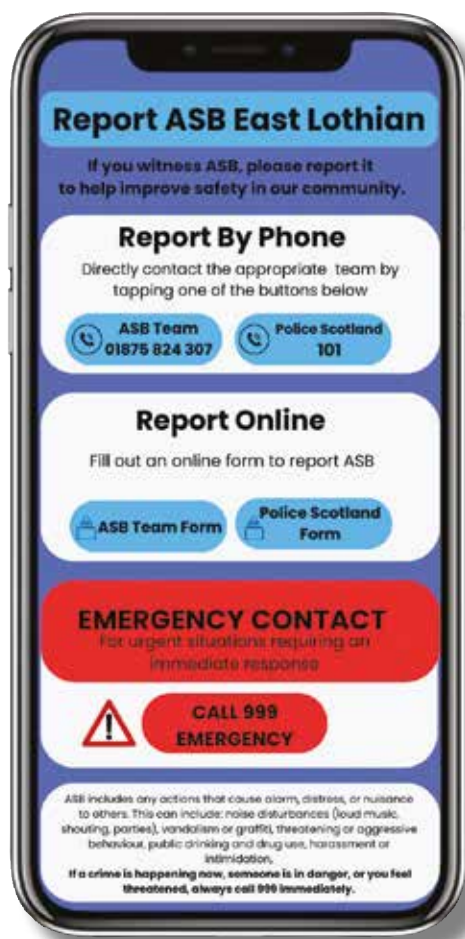 Report ASB East Lothian
If you witness ASB, please report it
to help improve safety in our community.
Report By Phone
Directly contact the appropriate team by
tapping one of the buttons below
ASB Team
01875 824 307
Police Scotland
101
Report Online
Fill out an online form to report ASB
ASB Team Form
Police Scotland
Form
EMERGENCY CONTACT
For urgent situations requiring an
immediate response
CALL 999
EMERGENCY
ASB includes any actions that cause alarm, distress, or nuisance
to others. This can include: noise disturbances (loud music,
shouting, parties), vandalism or graffiti, threatening or aggressive
behaviour, public drinking and drug use, harassment or
intimidation.
If a crime is happening now, someone is in danger, or you feel
threatened, always call 999 immediately.